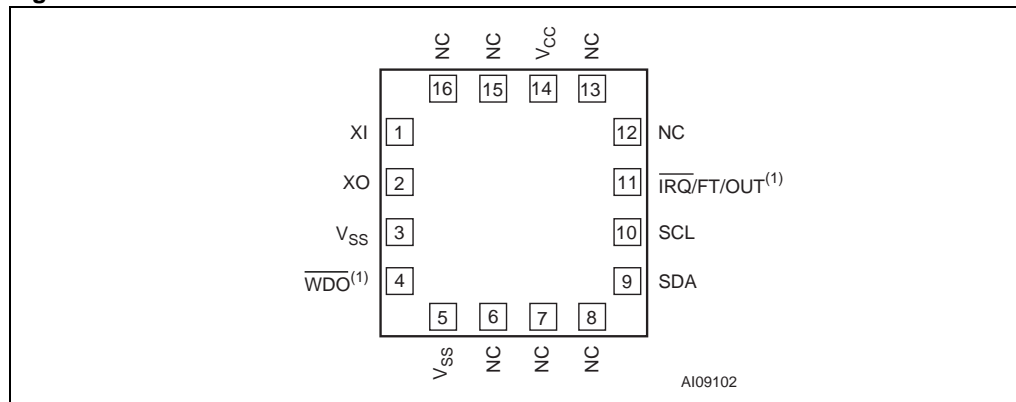 NC NC VCC NC
16 15 14 13
XI 1 12 NC
XO 2 11 IRQ/FT/OUT(1)
VSS 3 10 SCL
WDO(1) 4 9 SDA
5 6 7 8
VSS NC NC NC
AI09102